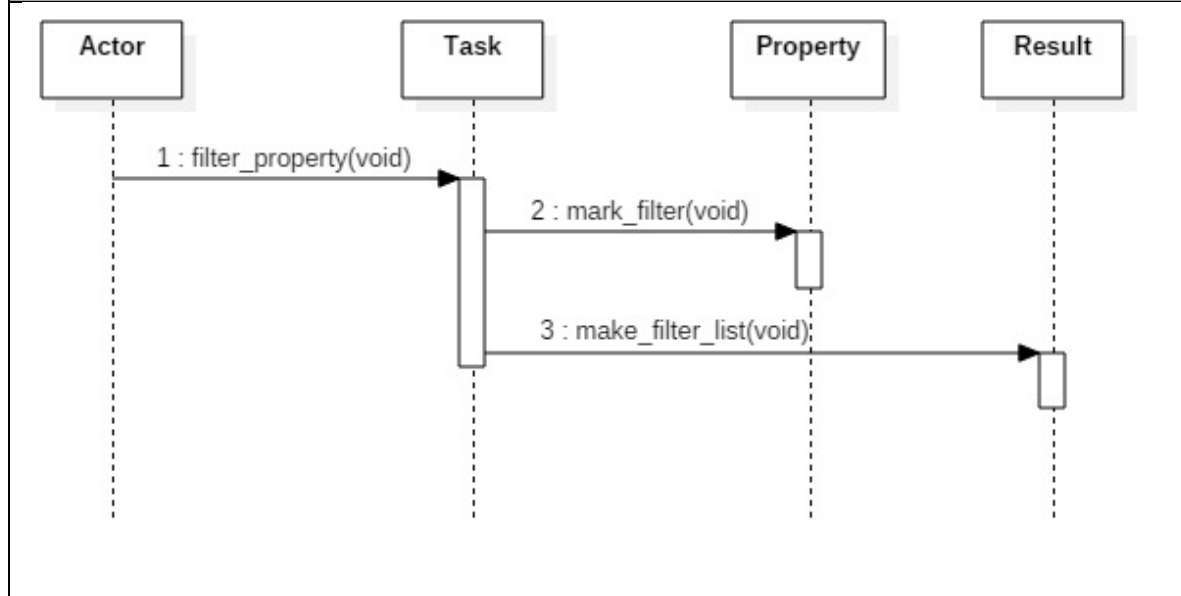 Actor Task Property Result
1 : filter_property(void)
2 : mark_filter(void)
3 : make_filter_list(void)